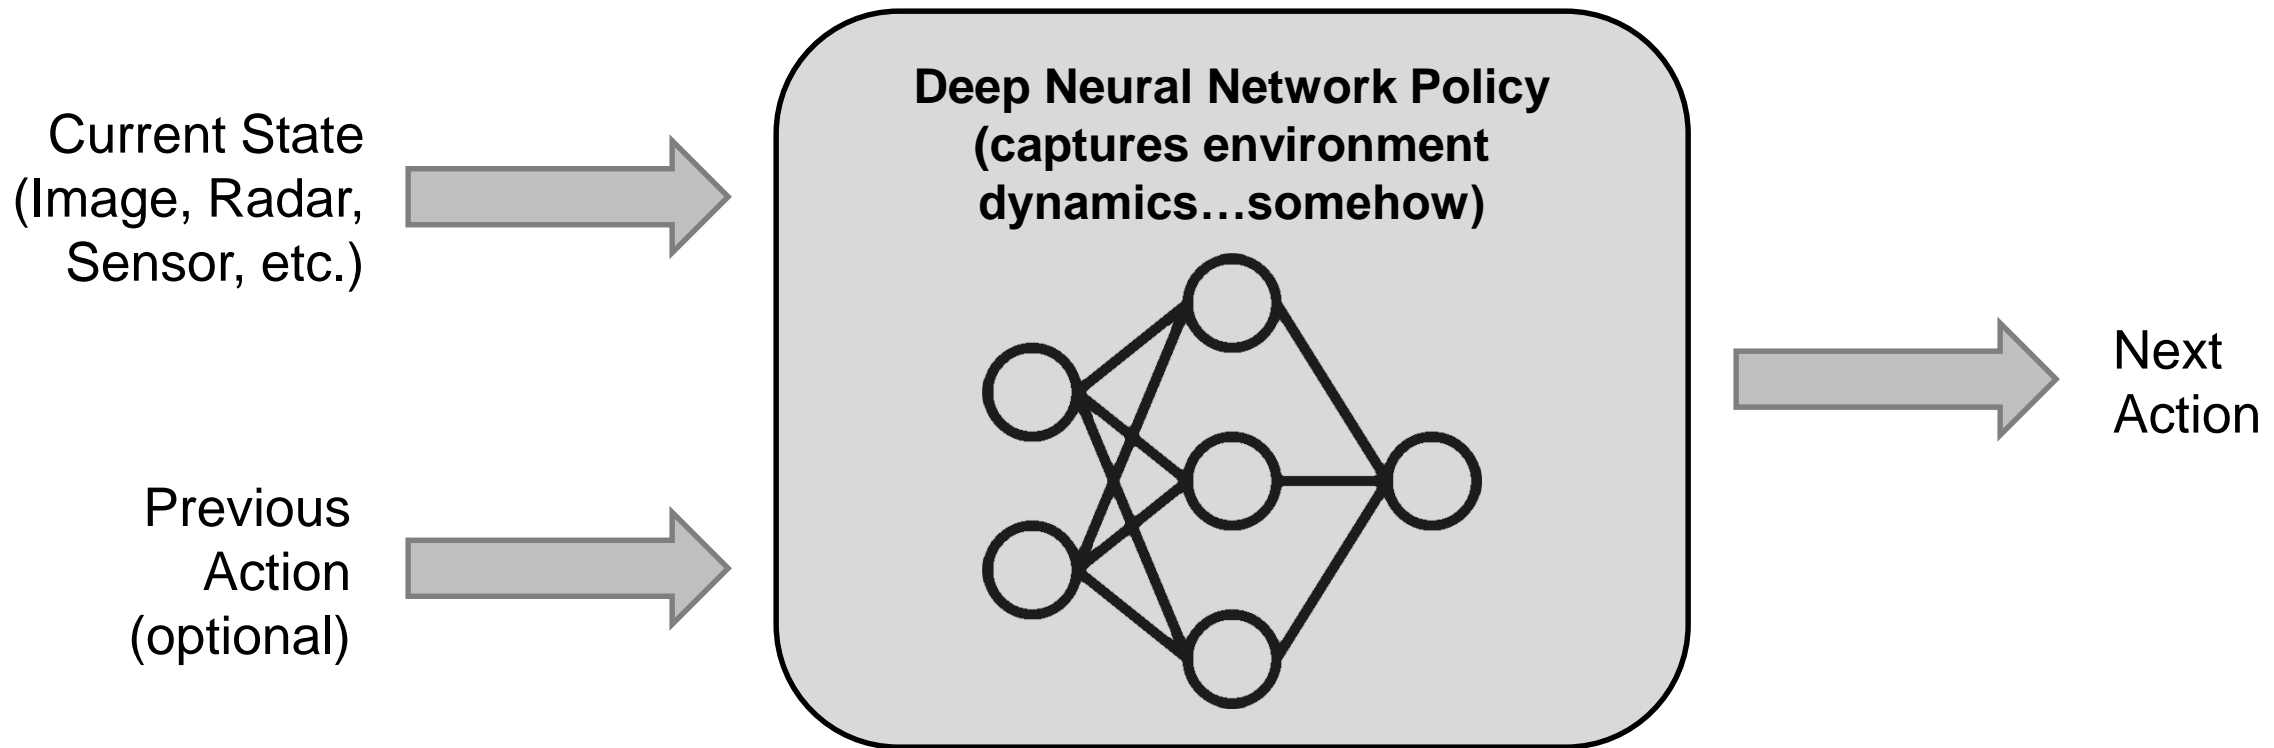 Current State
(Image, Radar,
Sensor, etc.)
Previous
Action
(optional)
Deep Neural Network Policy
(captures environment
dynamics…somehow)
Next
Action